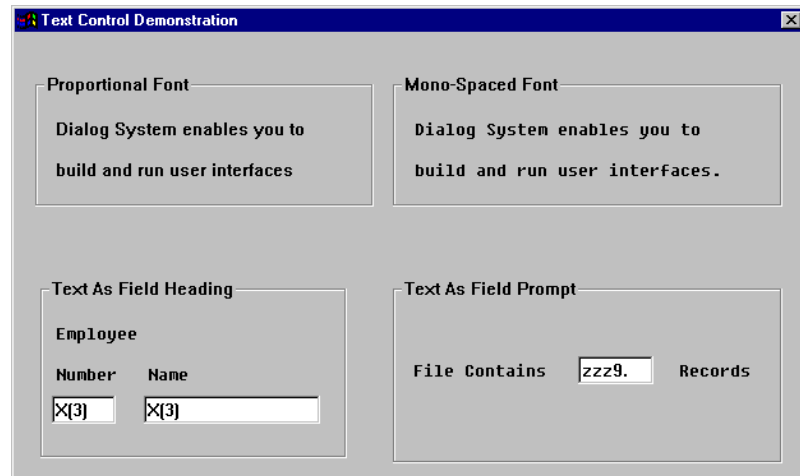 Text Control Demonstration
Proportional Font
Dialog System enables you to
build and run user interfaces
Mono-Spaced Font
Dialog System enables you to
build and run user interfaces.
Text As Field Heading
Employee
Number Name
X(3) X(3)
Text As Field Prompt
File Contains zzz9. Records